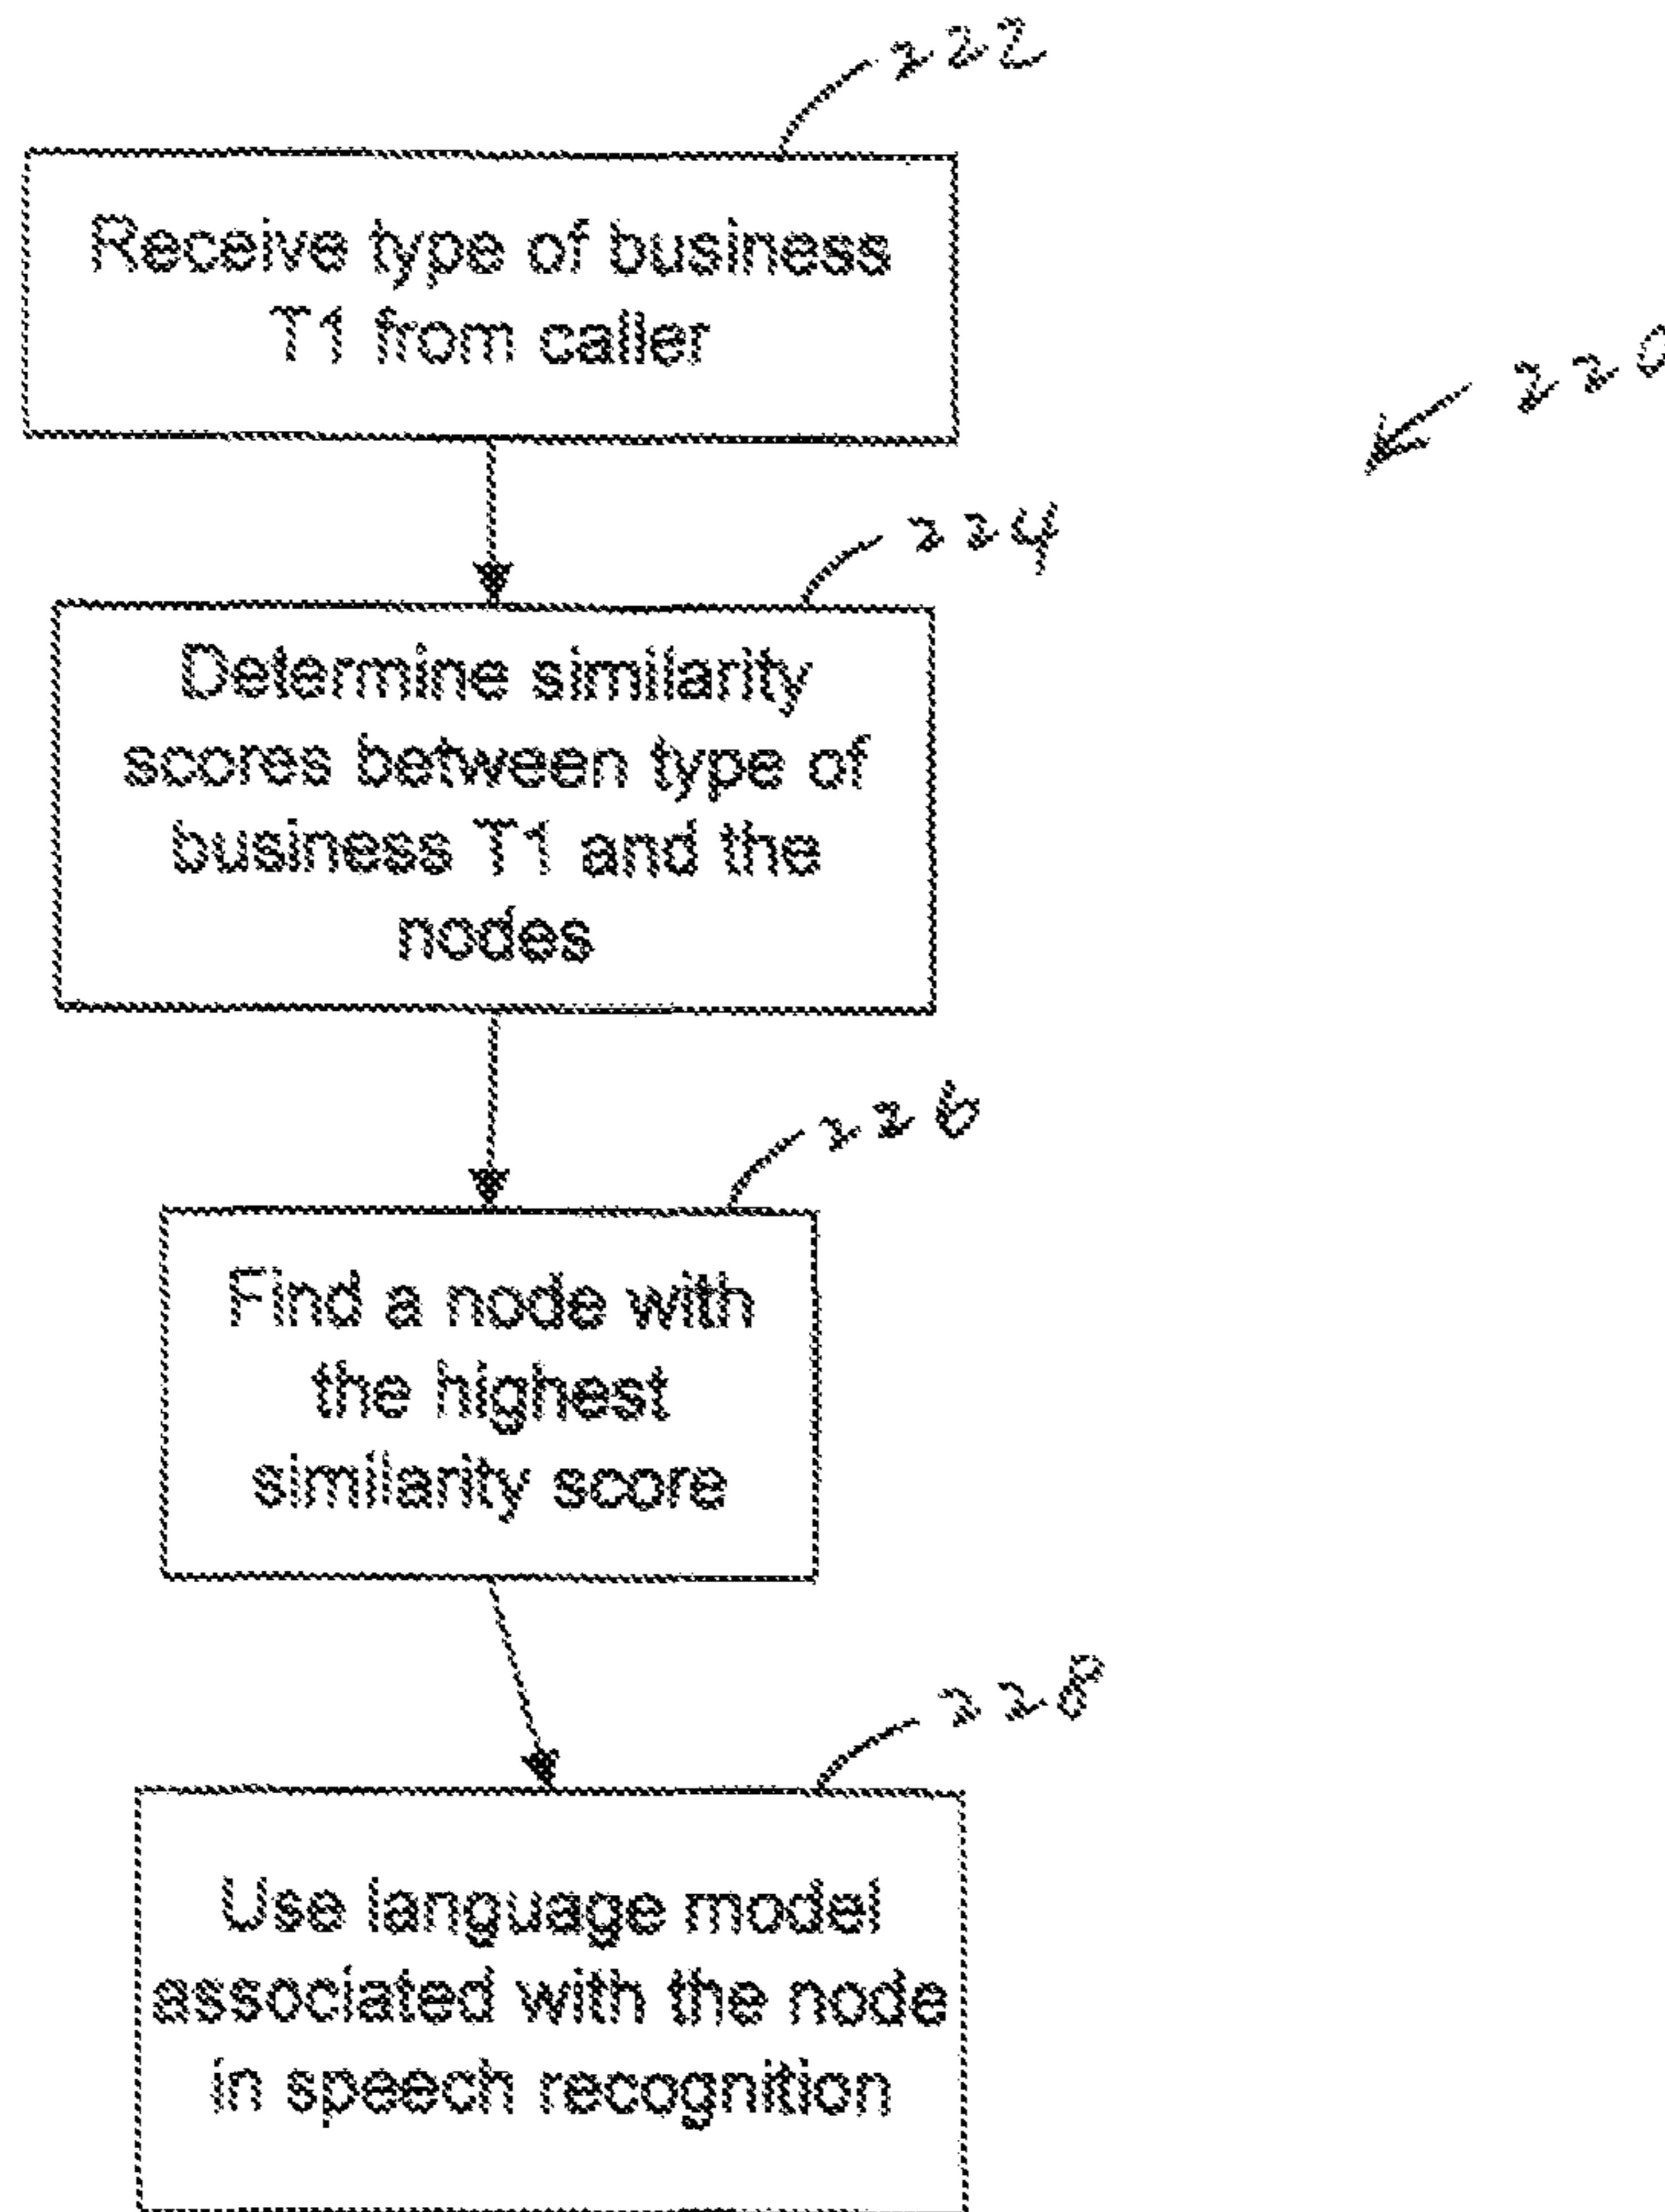 222
Receive type of business
T1 from caller
220
224
Determine similarity
scores between type of
business T1 and the
nodes
226
Find a node with
the highest
similarity score
228
Use language model
associated with the node
in speech recognition